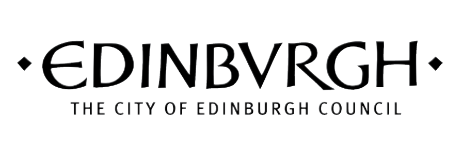 ·EDINBVRGH·
THE CITY OF EDINBURGH COUNCIL